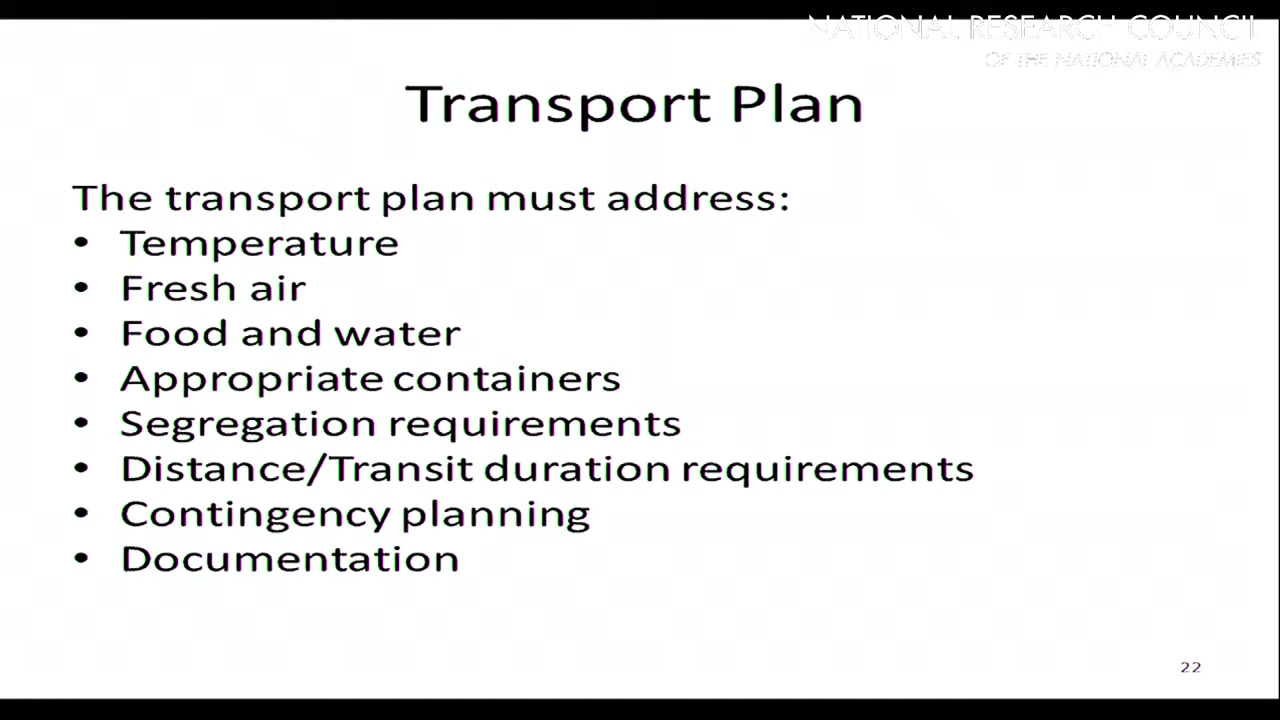 NATIONAL RESEARCH COUNCIL
OF THE NATIONAL ACADEMIES
Transport Plan
The transport plan must address:
• Temperature
• Fresh air
• Food and water
• Appropriate containers
• Segregation requirements
• Distance/Transit duration requirements
• Contingency planning
• Documentation
22